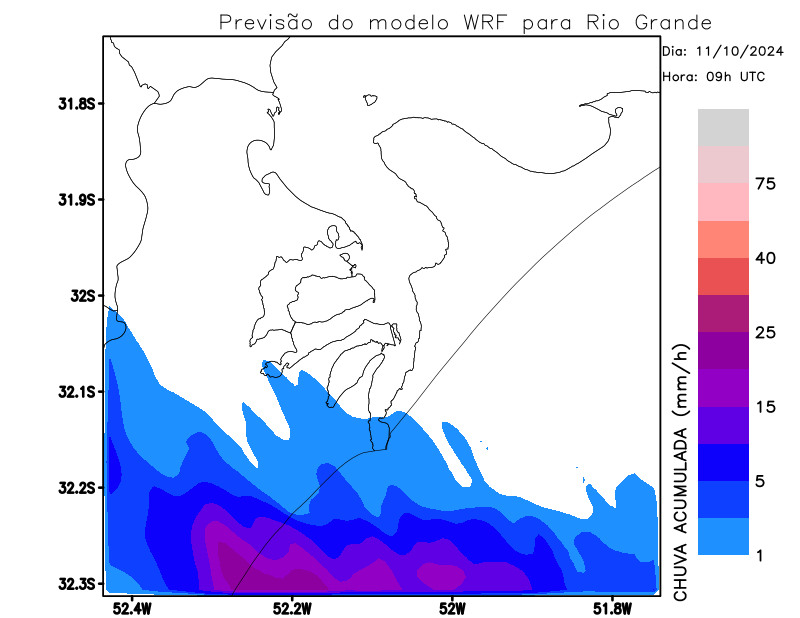 Previsão do modelo WRF para Rio Grande
Dia: 11/10/2024
Hora: 09h UTC
31.8S
31.9S
32S
32.1S
32.2S
32.3S
52.4W
52.2W
52W
51.8W
75
40
25
15
5
1
CHUVA ACUMULADA (mm/h)